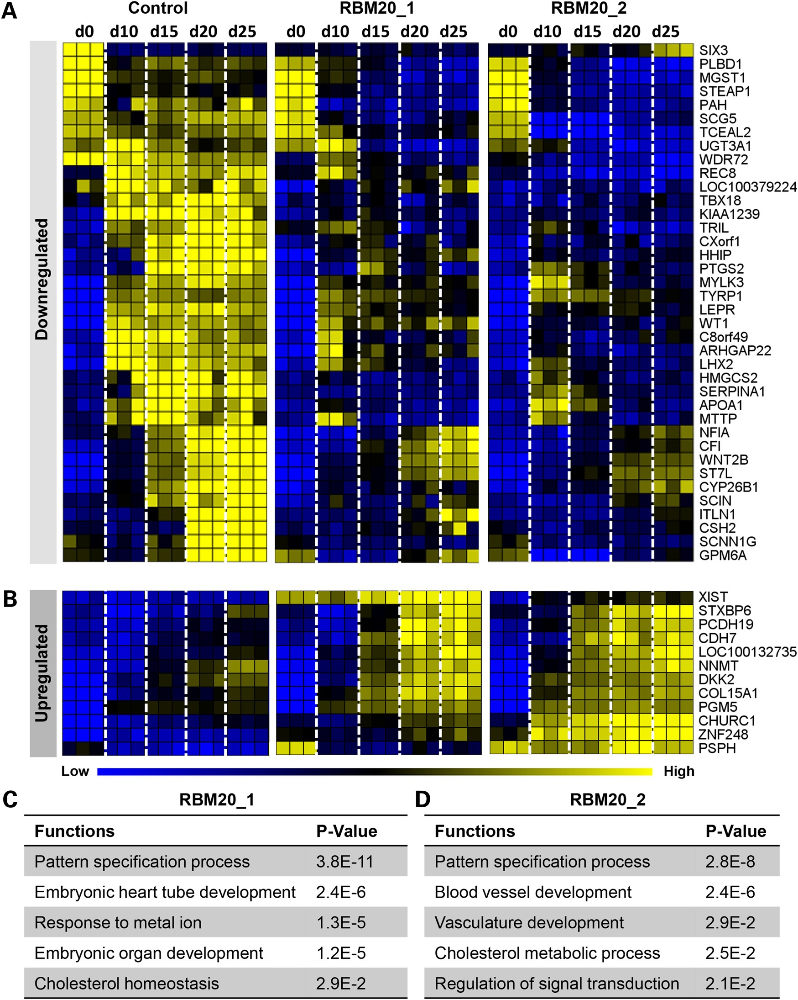 A
Control RBM20_1 RBM20_2
d0 d10 d15 d20 d25 d0 d10 d15 d20 d25 d0 d10 d15 d20 d25
Downregulated
SIX3
PLBD1
MGST1
STEAP1
PAH
SCG5
TCEAL2
UGT3A1
WDR72
REC8
LOC100379224
TBX18
KIAA1239
TRIL
CXorf1
HHIP
PTGS2
MYLK3
TYRP1
LEPR
WT1
C8orf49
ARHGAP22
LHX2
HMGCS2
SERPINA1
APOA1
MTTP
NFIA
CFI
WNT2B
ST7L
CYP26B1
SCIN
ITLN1
CSH2
SCNN1G
GPM6A
B
Upregulated
XIST
STXBP6
PCDH19
CDH7
LOC100132735
NNMT
DKK2
COL15A1
PGM5
CHURC1
ZNF248
PSPH
Low High
C RBM20_1
Functions P-Value
Pattern specification process 3.8E-11
Embryonic heart tube development 2.4E-6
Response to metal ion 1.3E-5
Embryonic organ development 1.2E-5
Cholesterol homeostasis 2.9E-2
D RBM20_2
Functions P-Value
Pattern specification process 2.8E-8
Blood vessel development 2.4E-6
Vasculature development 2.9E-2
Cholesterol metabolic process 2.5E-2
Regulation of signal transduction 2.1E-2